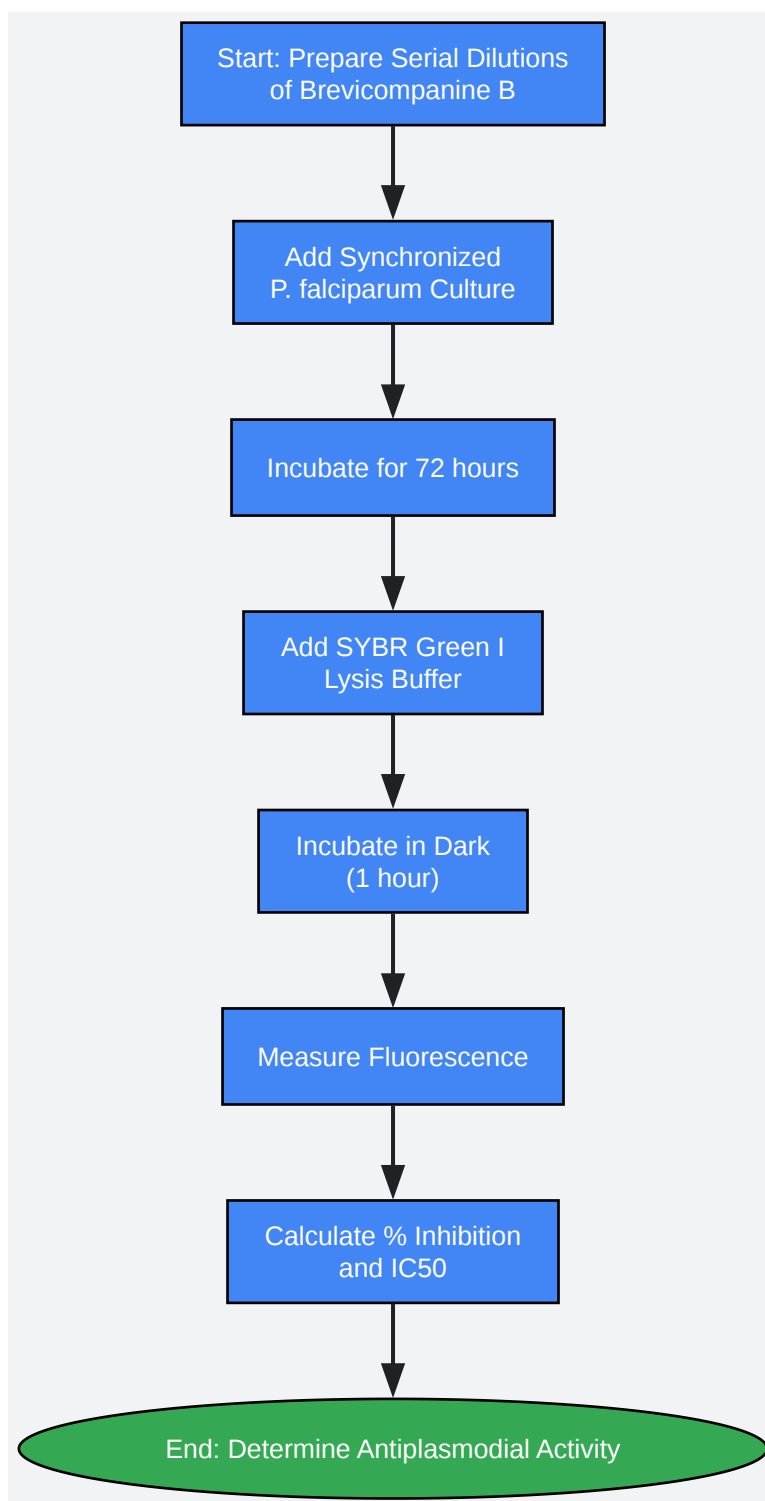 Start: Prepare Serial Dilutions
of Brevicompanine B
Add Synchronized
P. falciparum Culture
Incubate for 72 hours
Add SYBR Green I
Lysis Buffer
Incubate in Dark
(1 hour)
Measure Fluorescence
Calculate % Inhibition
and IC50
End: Determine Antiplasmodial Activity